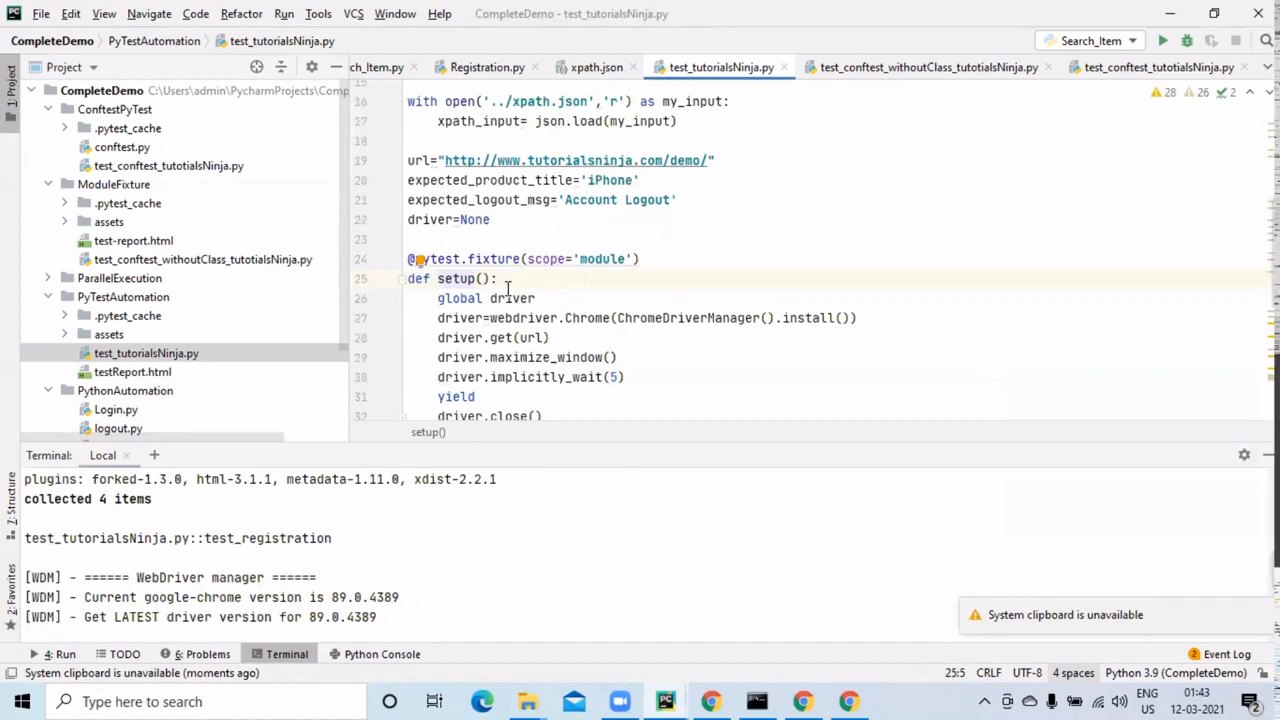 File Edit View Navigate Code Refactor Run Tools VCS Window Help CompleteDemo - test_tutorialsNinja.py
CompleteDemo PyTestAutomation test_tutorialsNinja.py Search_Item
1: Project
Project ch_Item.py Registration.py xpath.json test_tutorialsNinja.py test_conftest_withoutClass_tutotialsNinja.py test_conftest_tutotialsNinja.py
CompleteDemo C:\Users\admin\PycharmProjects\Comp
ConftestPyTest
.pytest_cache
conftest.py
test_conftest_tutotialsNinja.py
ModuleFixture
.pytest_cache
assets
test-report.html
test_conftest_withoutClass_tutotialsNinja.py
ParallelExecution
PyTestAutomation
.pytest_cache
assets
test_tutorialsNinja.py
testReport.html
PythonAutomation
Login.py
logout.py
28 26 2
15
16 with open('../xpath.json','r') as my_input:
17 xpath_input= json.load(my_input)
18
19 url="http://www.tutorialsninja.com/demo/"
20 expected_product_title='iPhone'
21 expected_logout_msg='Account Logout'
22 driver=None
23
24 @pytest.fixture(scope='module')
25 def setup():
26 global driver
27 driver=webdriver.Chrome(ChromeDriverManager().install())
28 driver.get(url)
29 driver.maximize_window()
30 driver.implicitly_wait(5)
31 yield
32 driver.close()
setup()
Terminal: Local +
plugins: forked-1.3.0, html-3.1.1, metadata-1.11.0, xdist-2.2.1
collected 4 items
test_tutorialsNinja.py::test_registration
[WDM] - ====== WebDriver manager ======
[WDM] - Current google-chrome version is 89.0.4389
[WDM] - Get LATEST driver version for 89.0.4389
7: Structure
2: Favorites
System clipboard is unavailable
4: Run TODO 6: Problems Terminal Python Console 2 Event Log
System clipboard is unavailable (moments ago) 25:5 CRLF UTF-8 4 spaces Python 3.9 (CompleteDemo)
Type here to search
ENG
US
01:43
12-03-2021
2